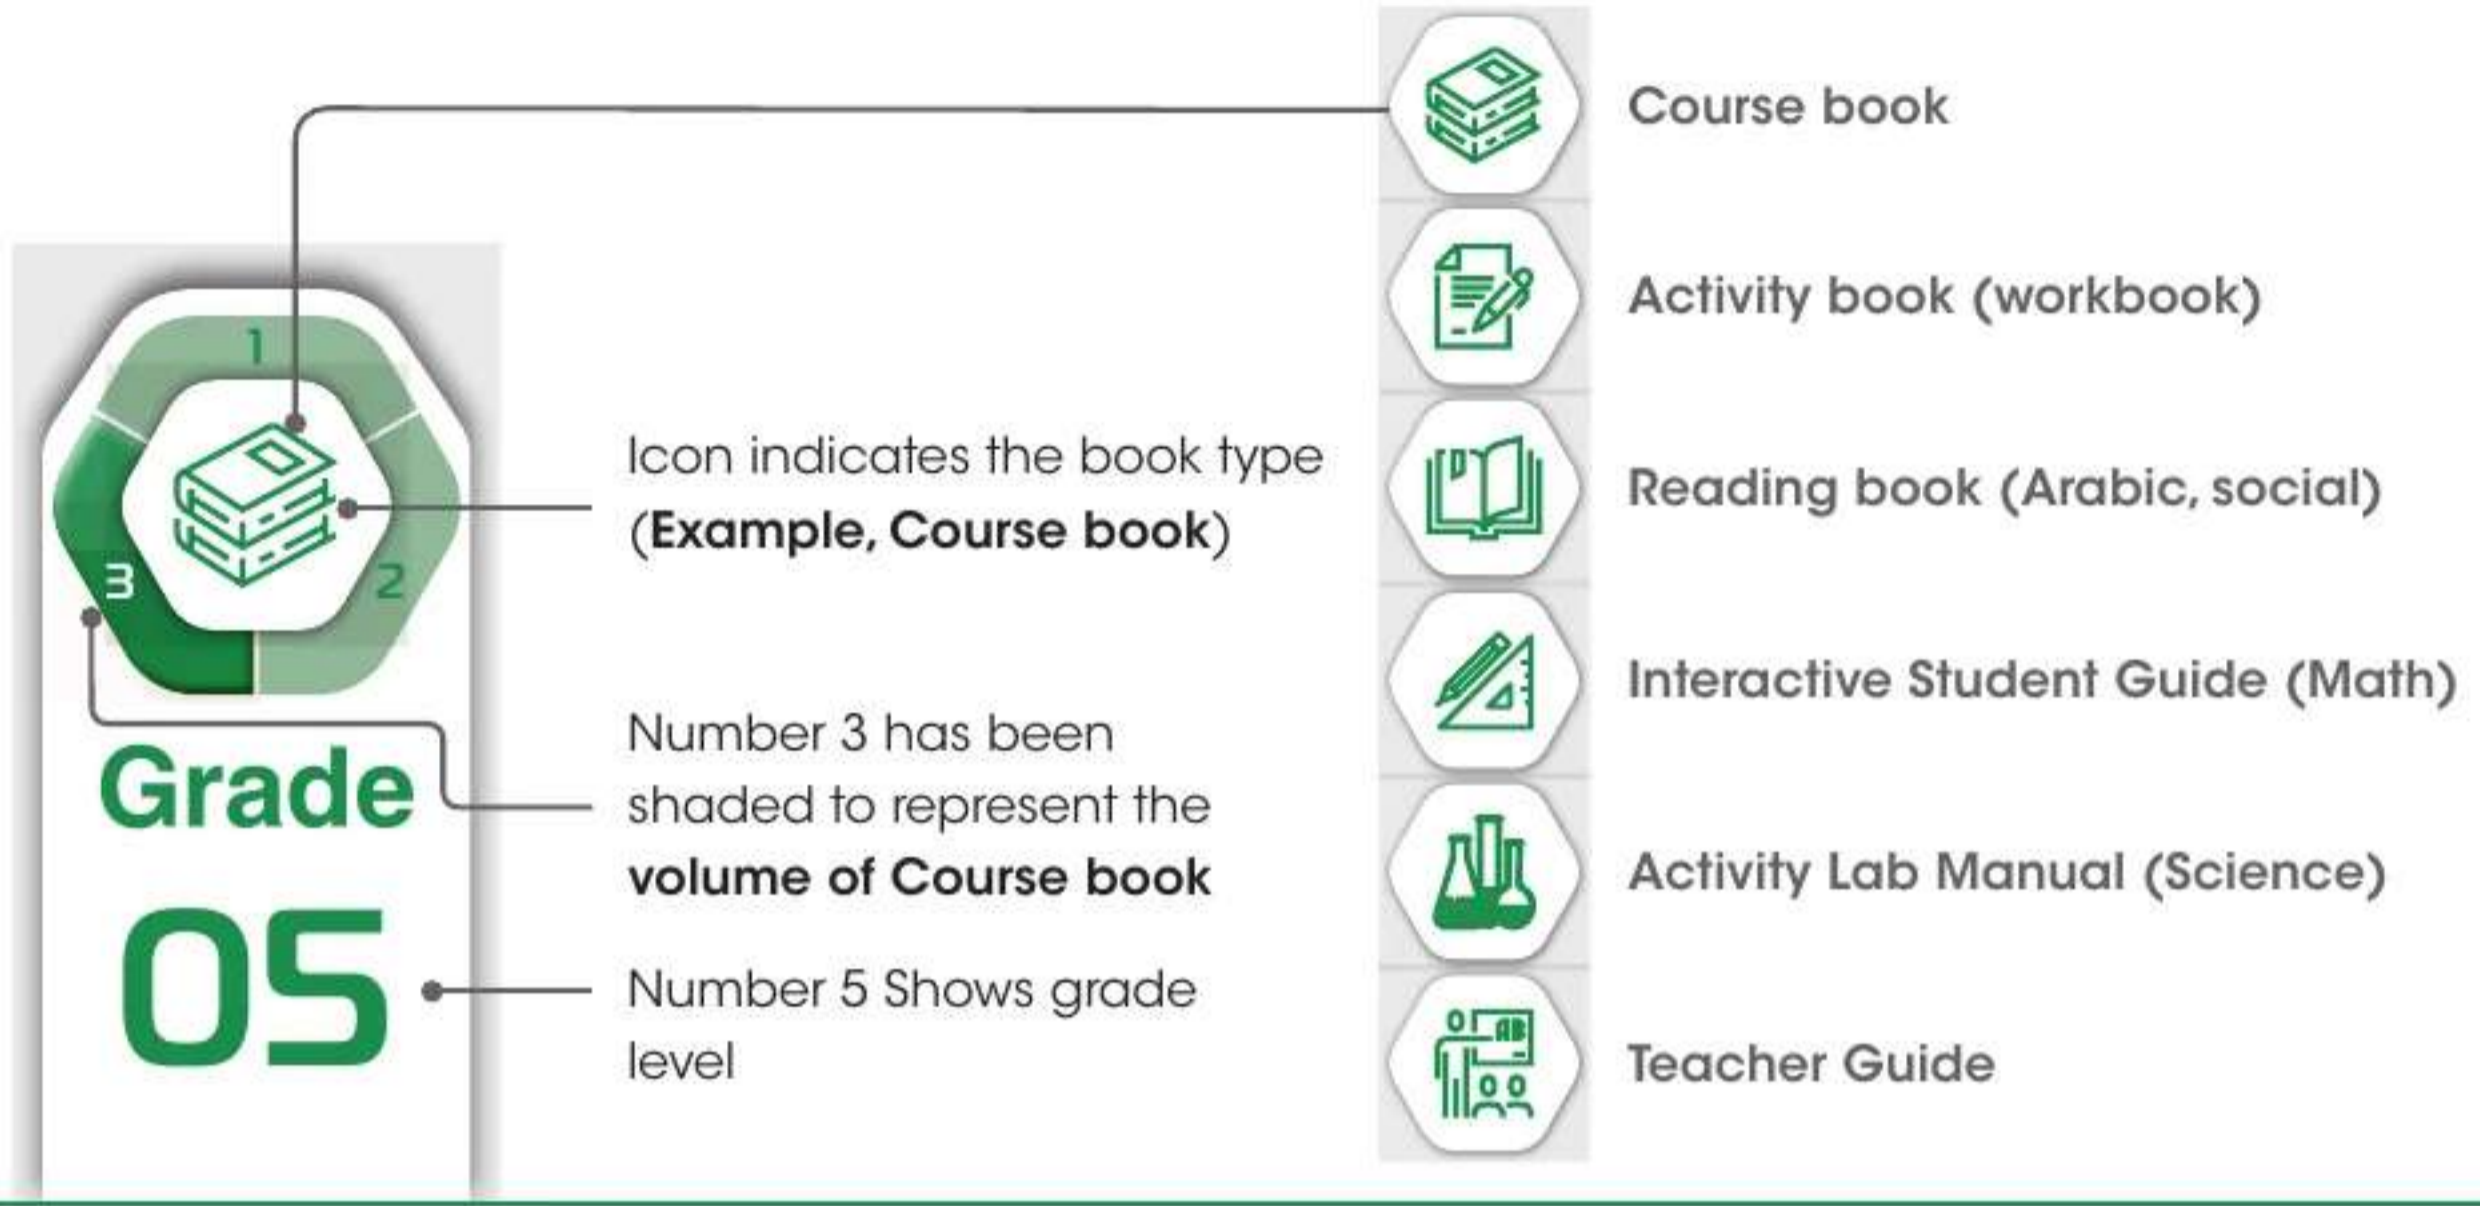 1
3
2
Grade
05
Icon indicates the book type
(Example, Course book)
Number 3 has been
shaded to represent the
volume of Course book
Number 5 Shows grade
level
Course book
Activity book (workbook)
Reading book (Arabic, social)
Interactive Student Guide (Math)
Activity Lab Manual (Science)
AB
Teacher Guide